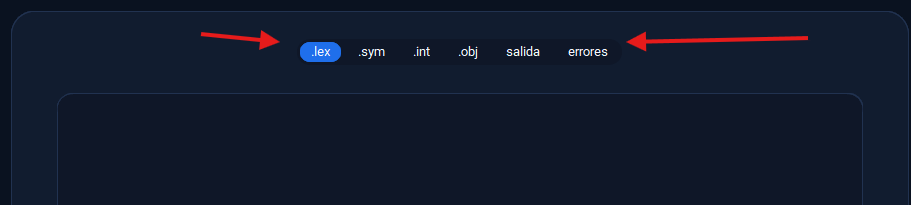 .lex .sym .int .obj salida errores